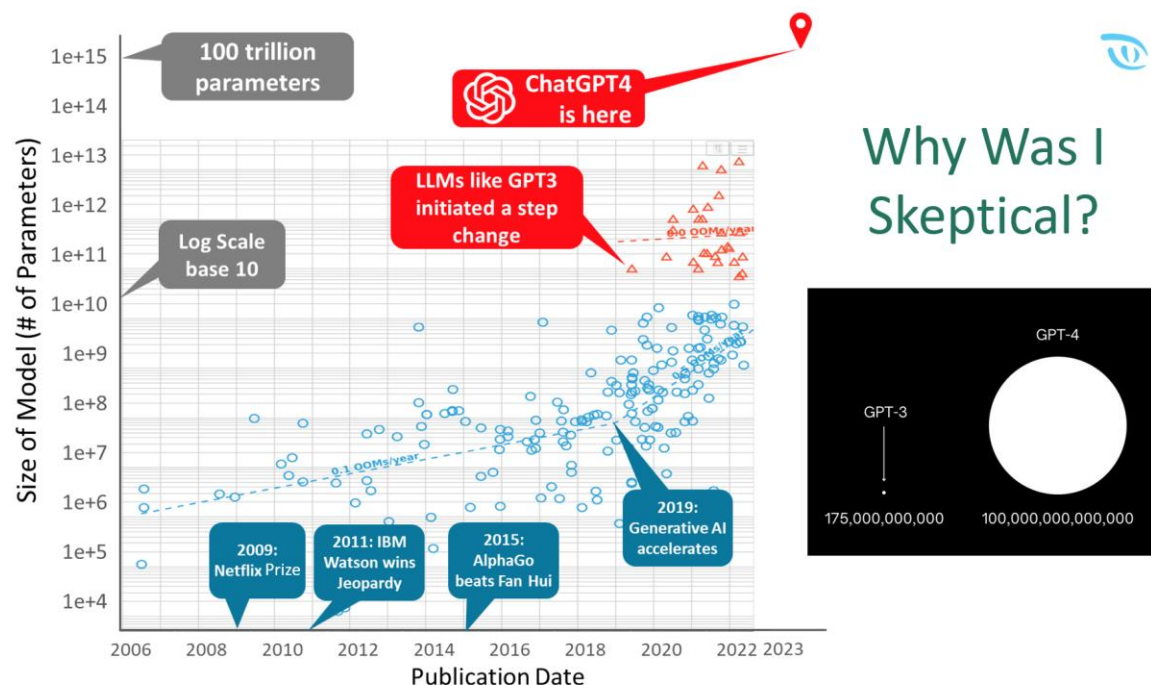 1e+15
1e+14
1e+13
1e+12
1e+11
1e+10
1e+9
1e+8
1e+7
1e+6
1e+5
1e+4
Size of Model (# of Parameters)
100 trillion
parameters
Log Scale
base 10
ChatGPT4
is here
LLMs like GPT3
initiated a step
change
0.1 OOMs/year
2009:
Netflix Prize
2011: IBM
Watson wins
Jeopardy
2015:
AlphaGo
beats Fan Hui
2019:
Generative AI
accelerates
2006
2008
2010
2012
2014
2016
2018
2020
2022
2023
Publication Date
Why Was I
Skeptical?
GPT-4
GPT-3
175,000,000,000
100,000,000,000,000